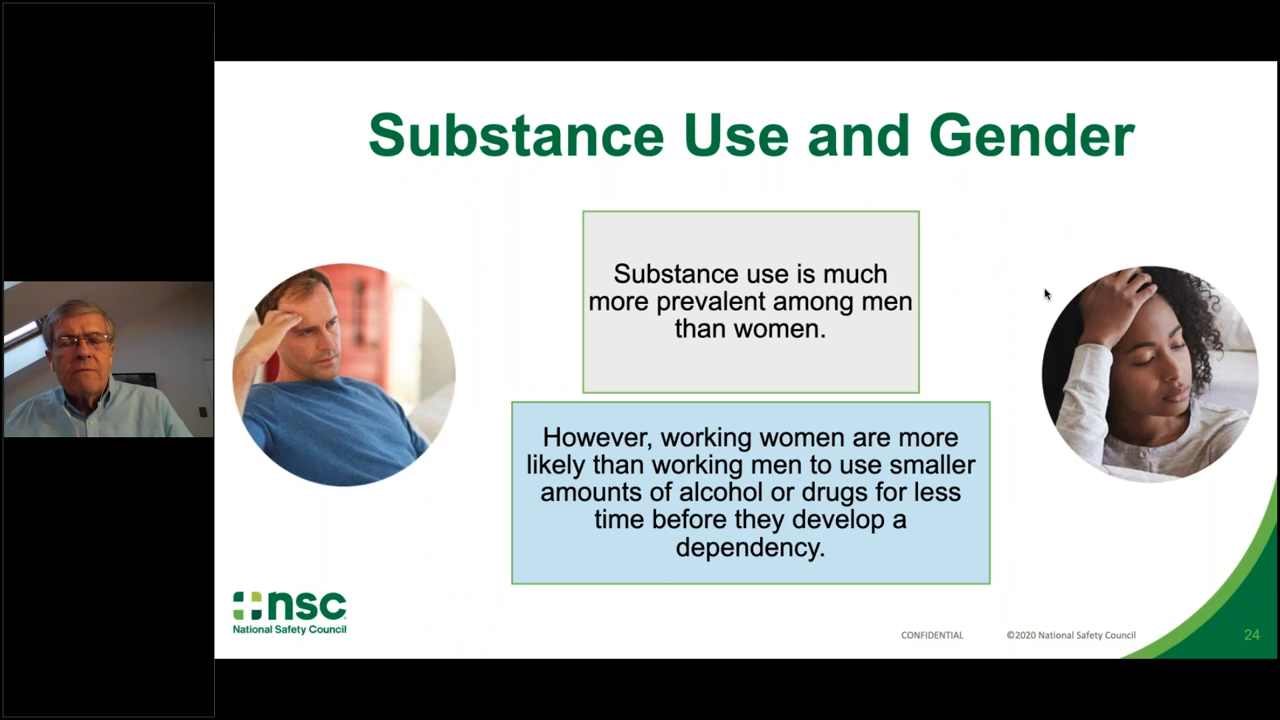 Substance Use and Gender
Substance use is much
more prevalent among men
than women.
However, working women are more
likely than working men to use smaller
amounts of alcohol or drugs for less
time before they develop a
dependency.
nsc
National Safety Council
CONFIDENTIAL
©2020 National Safety Council
24